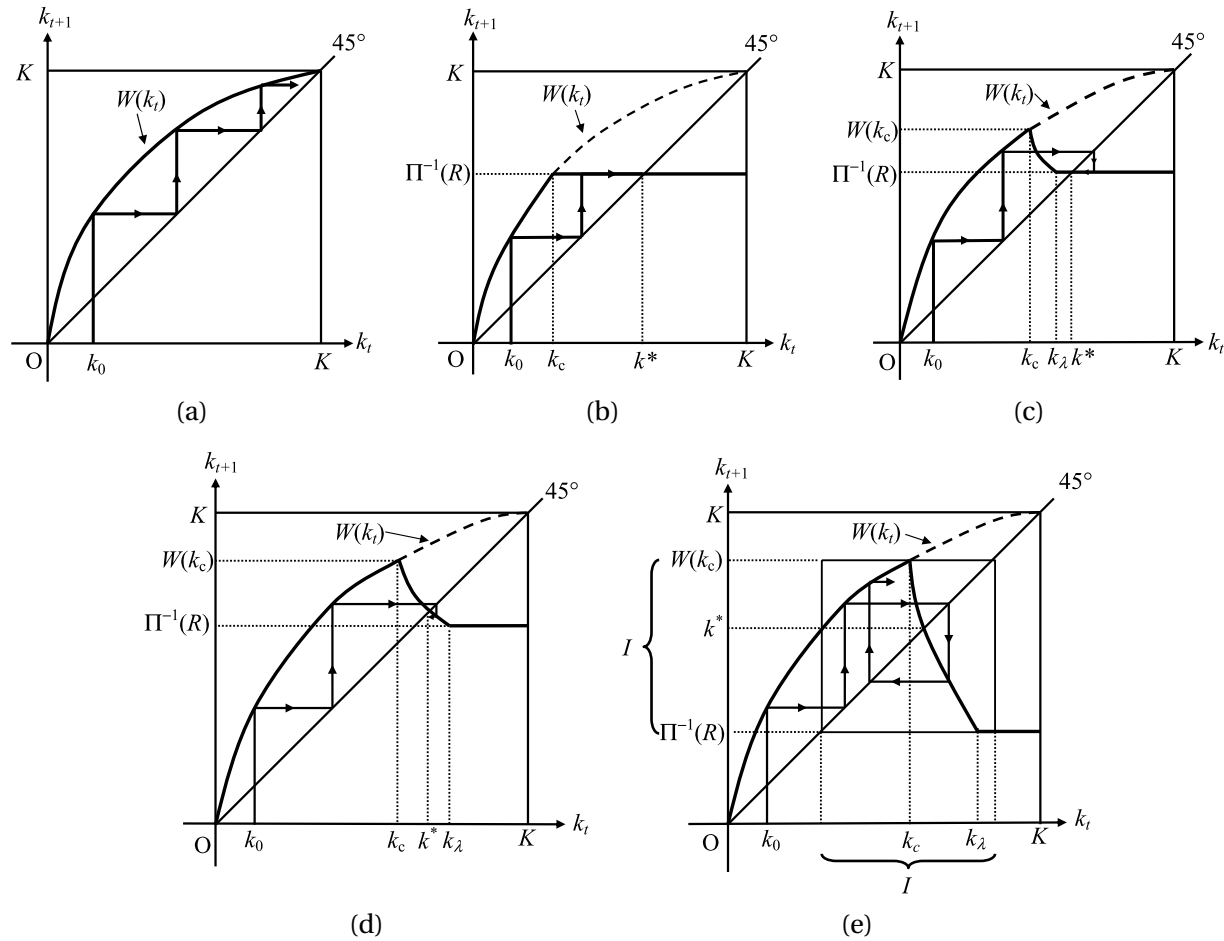 k_{t+1}
45°
K
W(k_t)
O
k_0
K
k_t
(a)
k_{t+1}
45°
K
W(k_t)
Π^{−1}(R)
O
k_0
k_c
k*
K
k_t
(b)
k_{t+1}
45°
K
W(k_t)
W(k_c)
Π^{−1}(R)
O
k_0
k_c
k_λ
k*
K
k_t
(c)
k_{t+1}
45°
K
W(k_t)
W(k_c)
Π^{−1}(R)
O
k_0
k_c
k*
k_λ
K
k_t
(d)
k_{t+1}
45°
K
W(k_t)
W(k_c)
k*
I
Π^{−1}(R)
O
k_0
k_c
k_λ
K
k_t
I
(e)